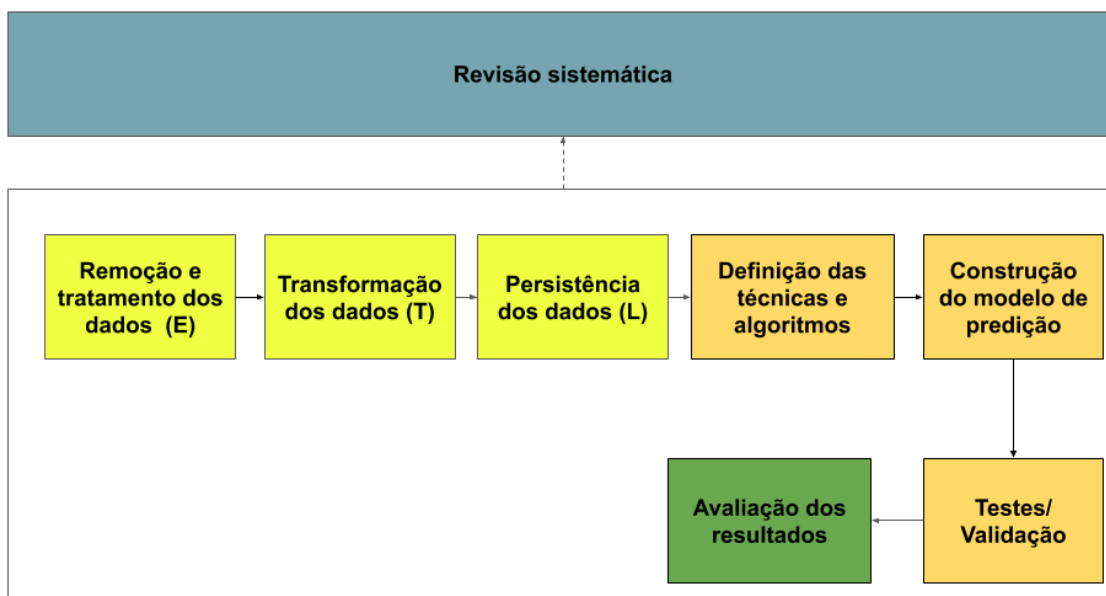 Revisão sistemática
Remoção e
tratamento dos
dados (E)
Transformação
dos dados (T)
Persistência
dos dados (L)
Definição das
técnicas e
algoritmos
Construção
do modelo de
predição
Avaliação dos
resultados
Testes/
Validação